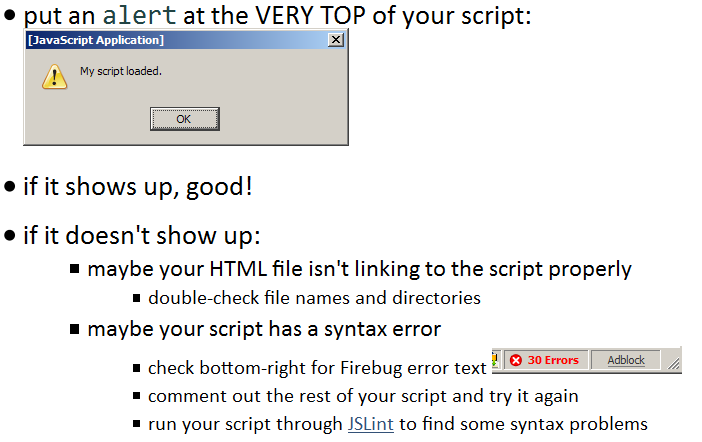 • put an alert at the VERY TOP of your script:
[JavaScript Application]
My script loaded.
OK
• if it shows up, good!
• if it doesn't show up:
▪ maybe your HTML file isn't linking to the script properly
▪ double-check file names and directories
▪ maybe your script has a syntax error
▪ check bottom-right for Firebug error text 30 Errors Adblock
▪ comment out the rest of your script and try it again
▪ run your script through JSLint to find some syntax problems